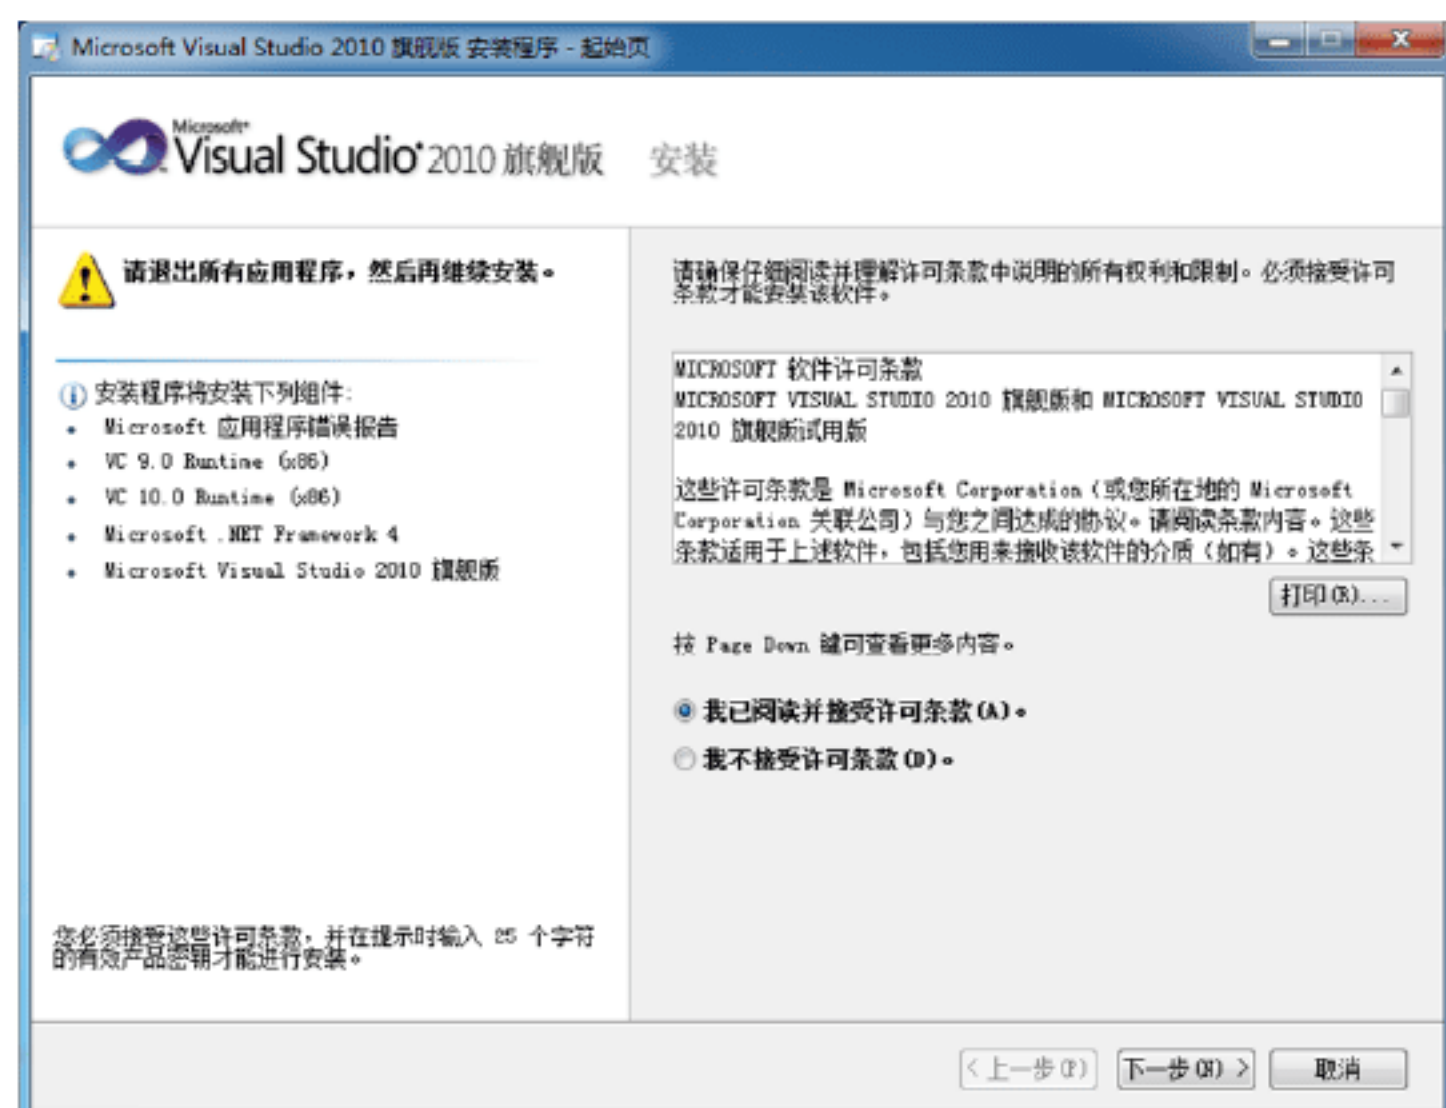 Microsoft Visual Studio 2010 旗舰版 安装程序 - 起始页
Microsoft
Visual Studio 2010 旗舰版 安装
请退出所有应用程序，然后再继续安装。
安装程序将安装下列组件:
Microsoft 应用程序错误报告
VC 9.0 Runtime (x86)
VC 10.0 Runtime (x86)
Microsoft .NET Framework 4
Microsoft Visual Studio 2010 旗舰版
您必须接受这些许可条款，并在提示时输入 25 个字符
的有效产品密钥才能进行安装。
请确保仔细阅读并理解许可条款中说明的所有权利和限制。必须接受许可
条款才能安装该软件。
MICROSOFT 软件许可条款
MICROSOFT VISUAL STUDIO 2010 旗舰版和 MICROSOFT VISUAL STUDIO
2010 旗舰版试用版
这些许可条款是 Microsoft Corporation（或您所在地的 Microsoft
Corporation 关联公司）与您之间达成的协议。请阅读条款内容。这些
条款适用于上述软件，包括您用来接收该软件的介质（如有）。这些条
打印(R)...
按 Page Down 键可查看更多内容。
我已阅读并接受许可条款(A)。
我不接受许可条款(D)。
< 上一步(P)
下一步(N) >
取消